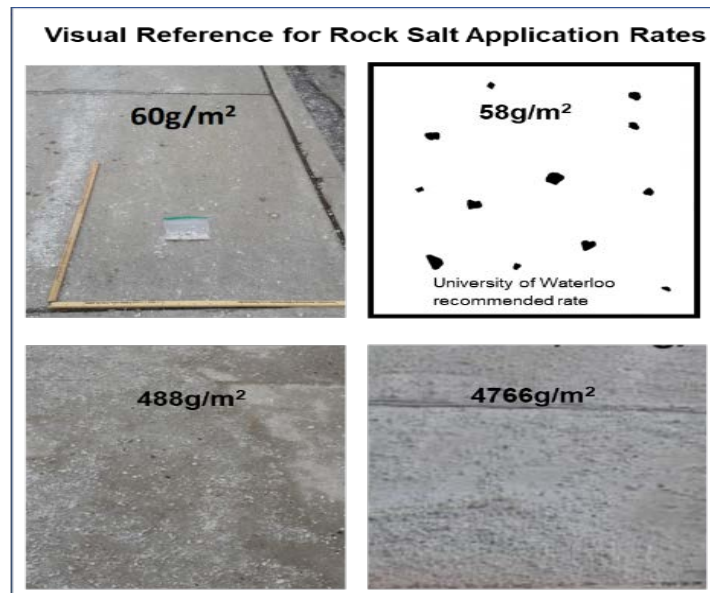 Visual Reference for Rock Salt Application Rates
60g/m²
58g/m²
University of Waterloo
recommended rate
488g/m²
4766g/m²